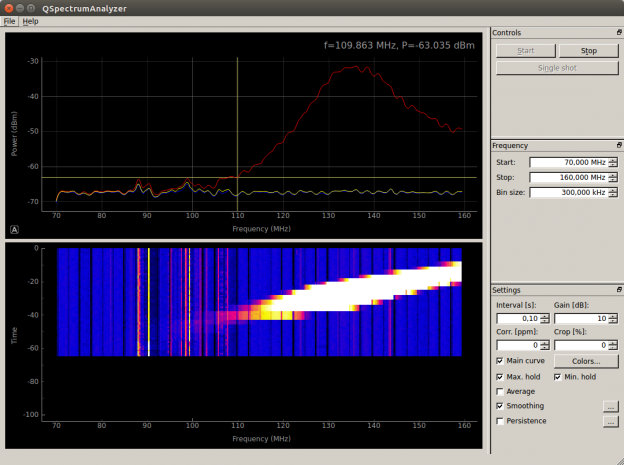 QSpectrumAnalyzer
File Help
f=109.863 MHz, P=-63.035 dBm
-30
-40
-50
-60
-70
Power (dBm)
70 80 90 100 110 120 130 140 150 160
Frequency (MHz)
A
0
-20
-40
-60
-80
-100
Time
70 80 90 100 110 120 130 140 150 160
Frequency (MHz)
Controls
Start Stop
Single shot
Frequency
Start: 70,000 MHz
Stop: 160,000 MHz
Bin size: 300,000 kHz
Settings
Interval [s]: Gain [dB]:
0,10 10
Corr. [ppm]: Crop [%]:
0 0
Main curve Colors...
Max. hold Min. hold
Average
Smoothing ...
Persistence ...